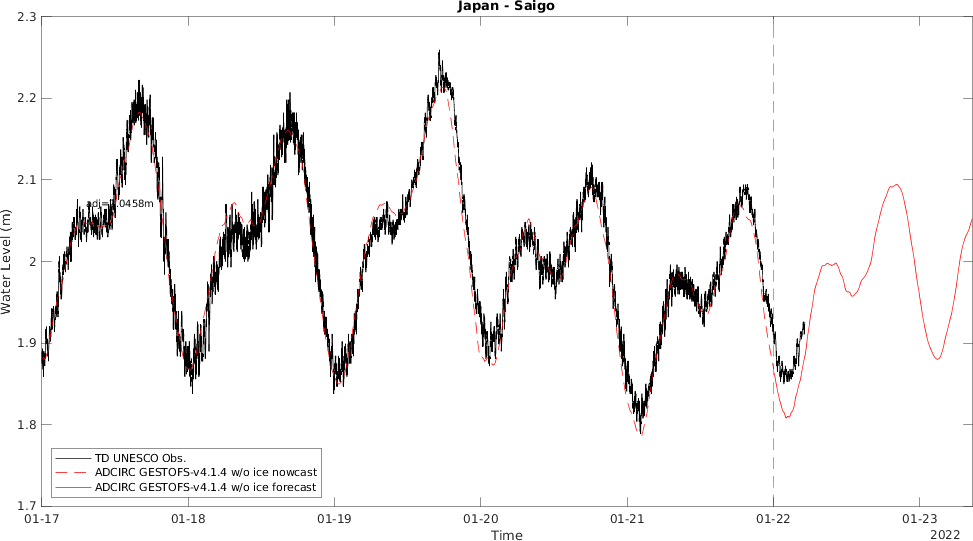 Japan - Saigo
Water Level (m)
2.3
2.2
2.1
2
1.9
1.8
1.7
TD UNESCO Obs.
ADCIRC GESTOFS-v4.1.4 w/o ice nowcast
ADCIRC GESTOFS-v4.1.4 w/o ice forecast
01-17
01-18
01-19
01-20
01-21
01-22
01-23
Time
2022